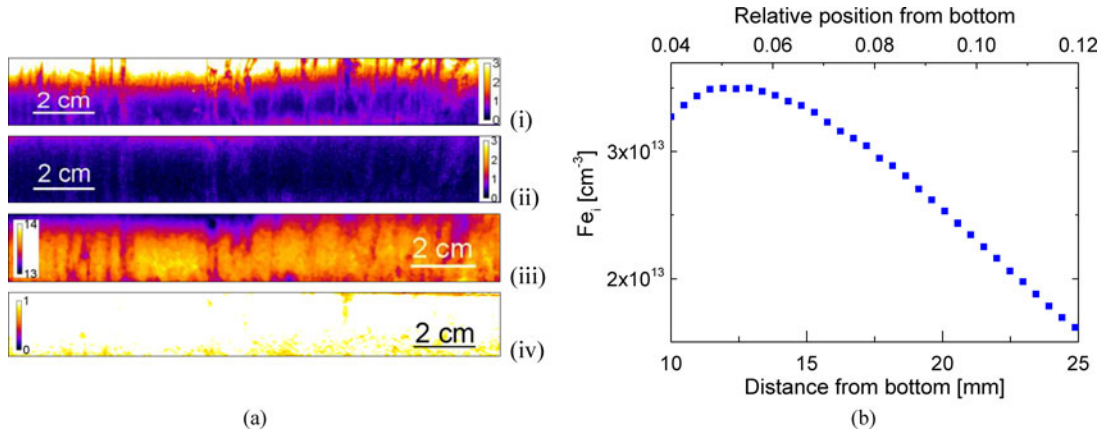 3
2
1
0
2 cm
(i)
3
2
1
0
2 cm
(ii)
14
13
2 cm
(iii)
1
0
2 cm
(iv)
(a)
Relative position from bottom
0.04 0.06 0.08 0.10 0.12
Fei [cm-3]
3x10^13
2x10^13
10 15 20 25
Distance from bottom [mm]
(b)